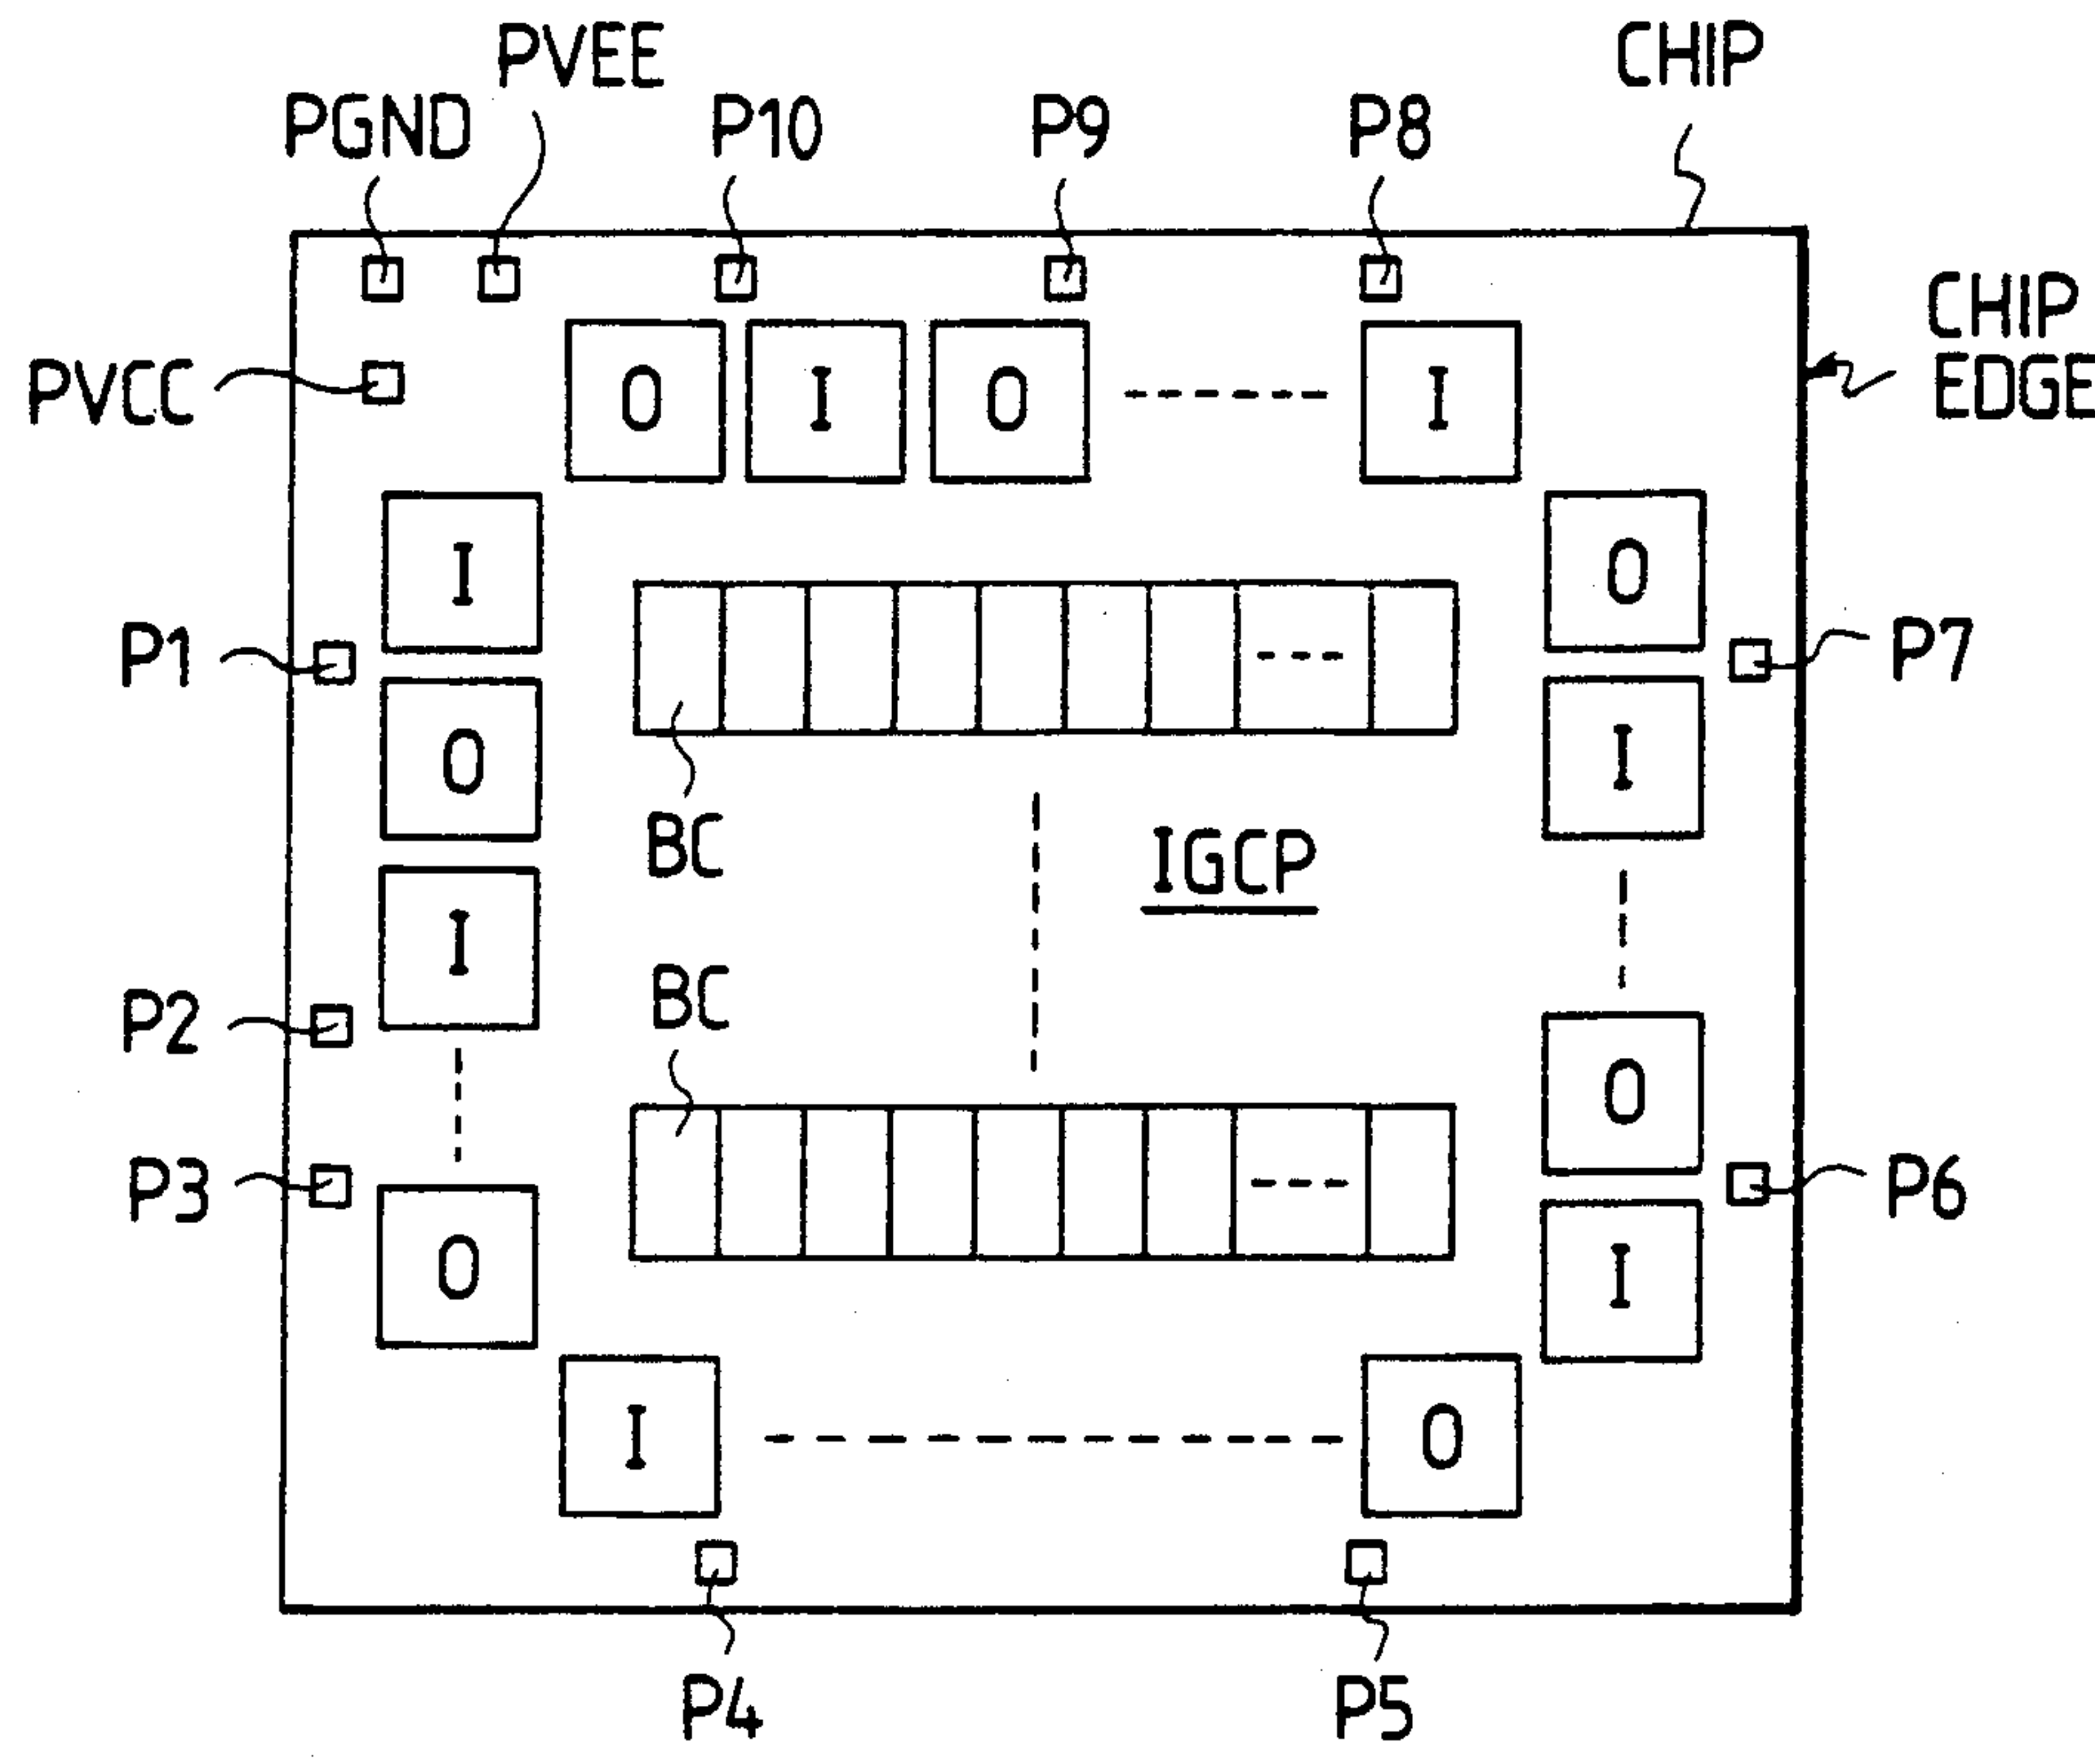 PVEE
CHIP
PGND
P10
P9
P8
CHIP
EDGE
PVCC
O
I
O
I
I
O
P1
P7
O
I
BC
IGCP
I
BC
P2
O
P3
P6
O
I
I
O
P4
P5